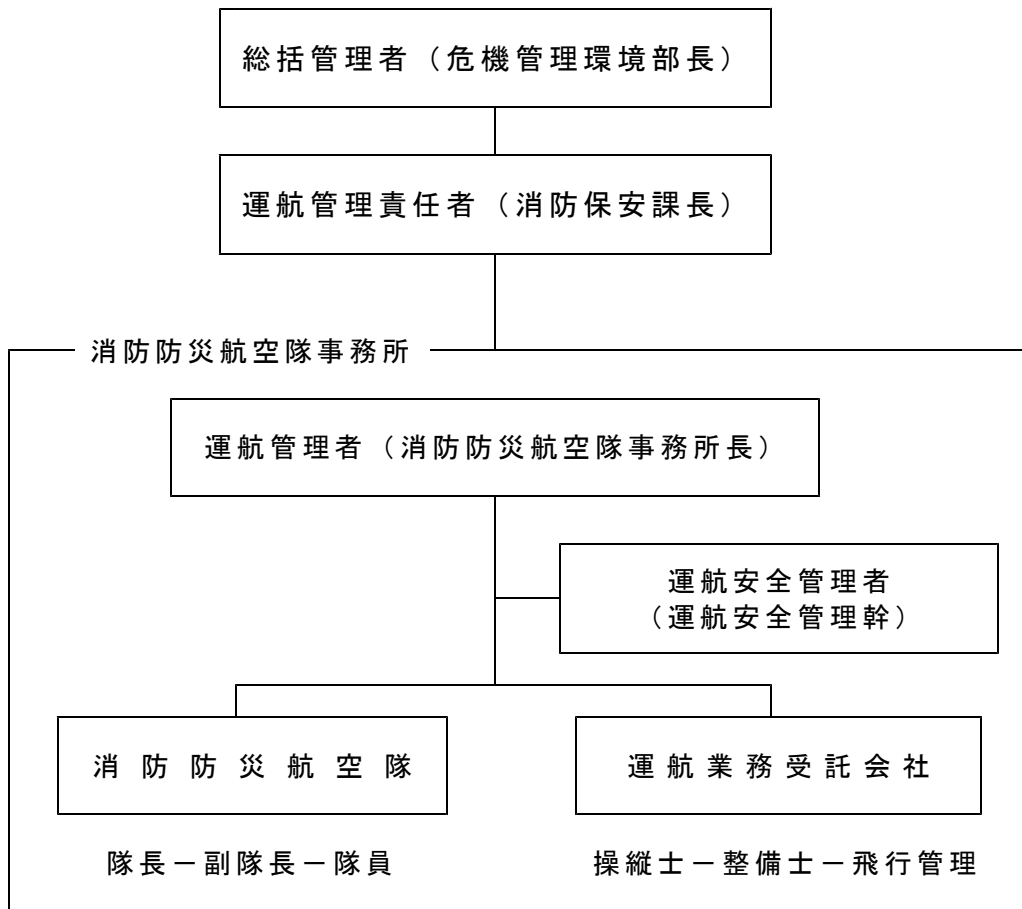 総括管理者（危機管理環境部長）
運航管理責任者（消防保安課長）
消防防災航空隊事務所
運航管理者（消防防災航空隊事務所長）
運航安全管理者
（運航安全管理幹）
消防防災航空隊
運航業務受託会社
隊長－副隊長－隊員
操縦士－整備士－飛行管理